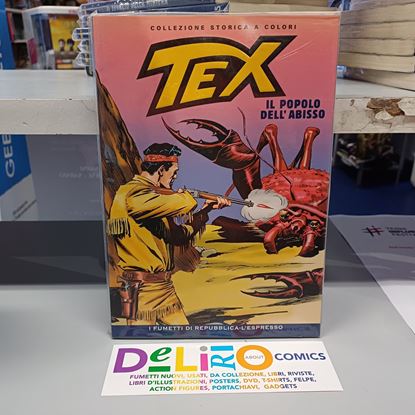 COLLEZIONE STORICA A COLORI
TEX
IL POPOLO
DELL'ABISSO
I FUMETTI DI REPUBBLICA-L'ESPRESSO
DELIRIO
ABOUT
COMICS
FUMETTI NUOVI, USATI, DA COLLEZIONE, LIBRI, RIVISTE,
LIBRI D'ILLUSTRAZIONI, POSTERS, DVD, T-SHIRTS, FELPE,
ACTION FIGURES, PORTACHIAVI, GADGETS